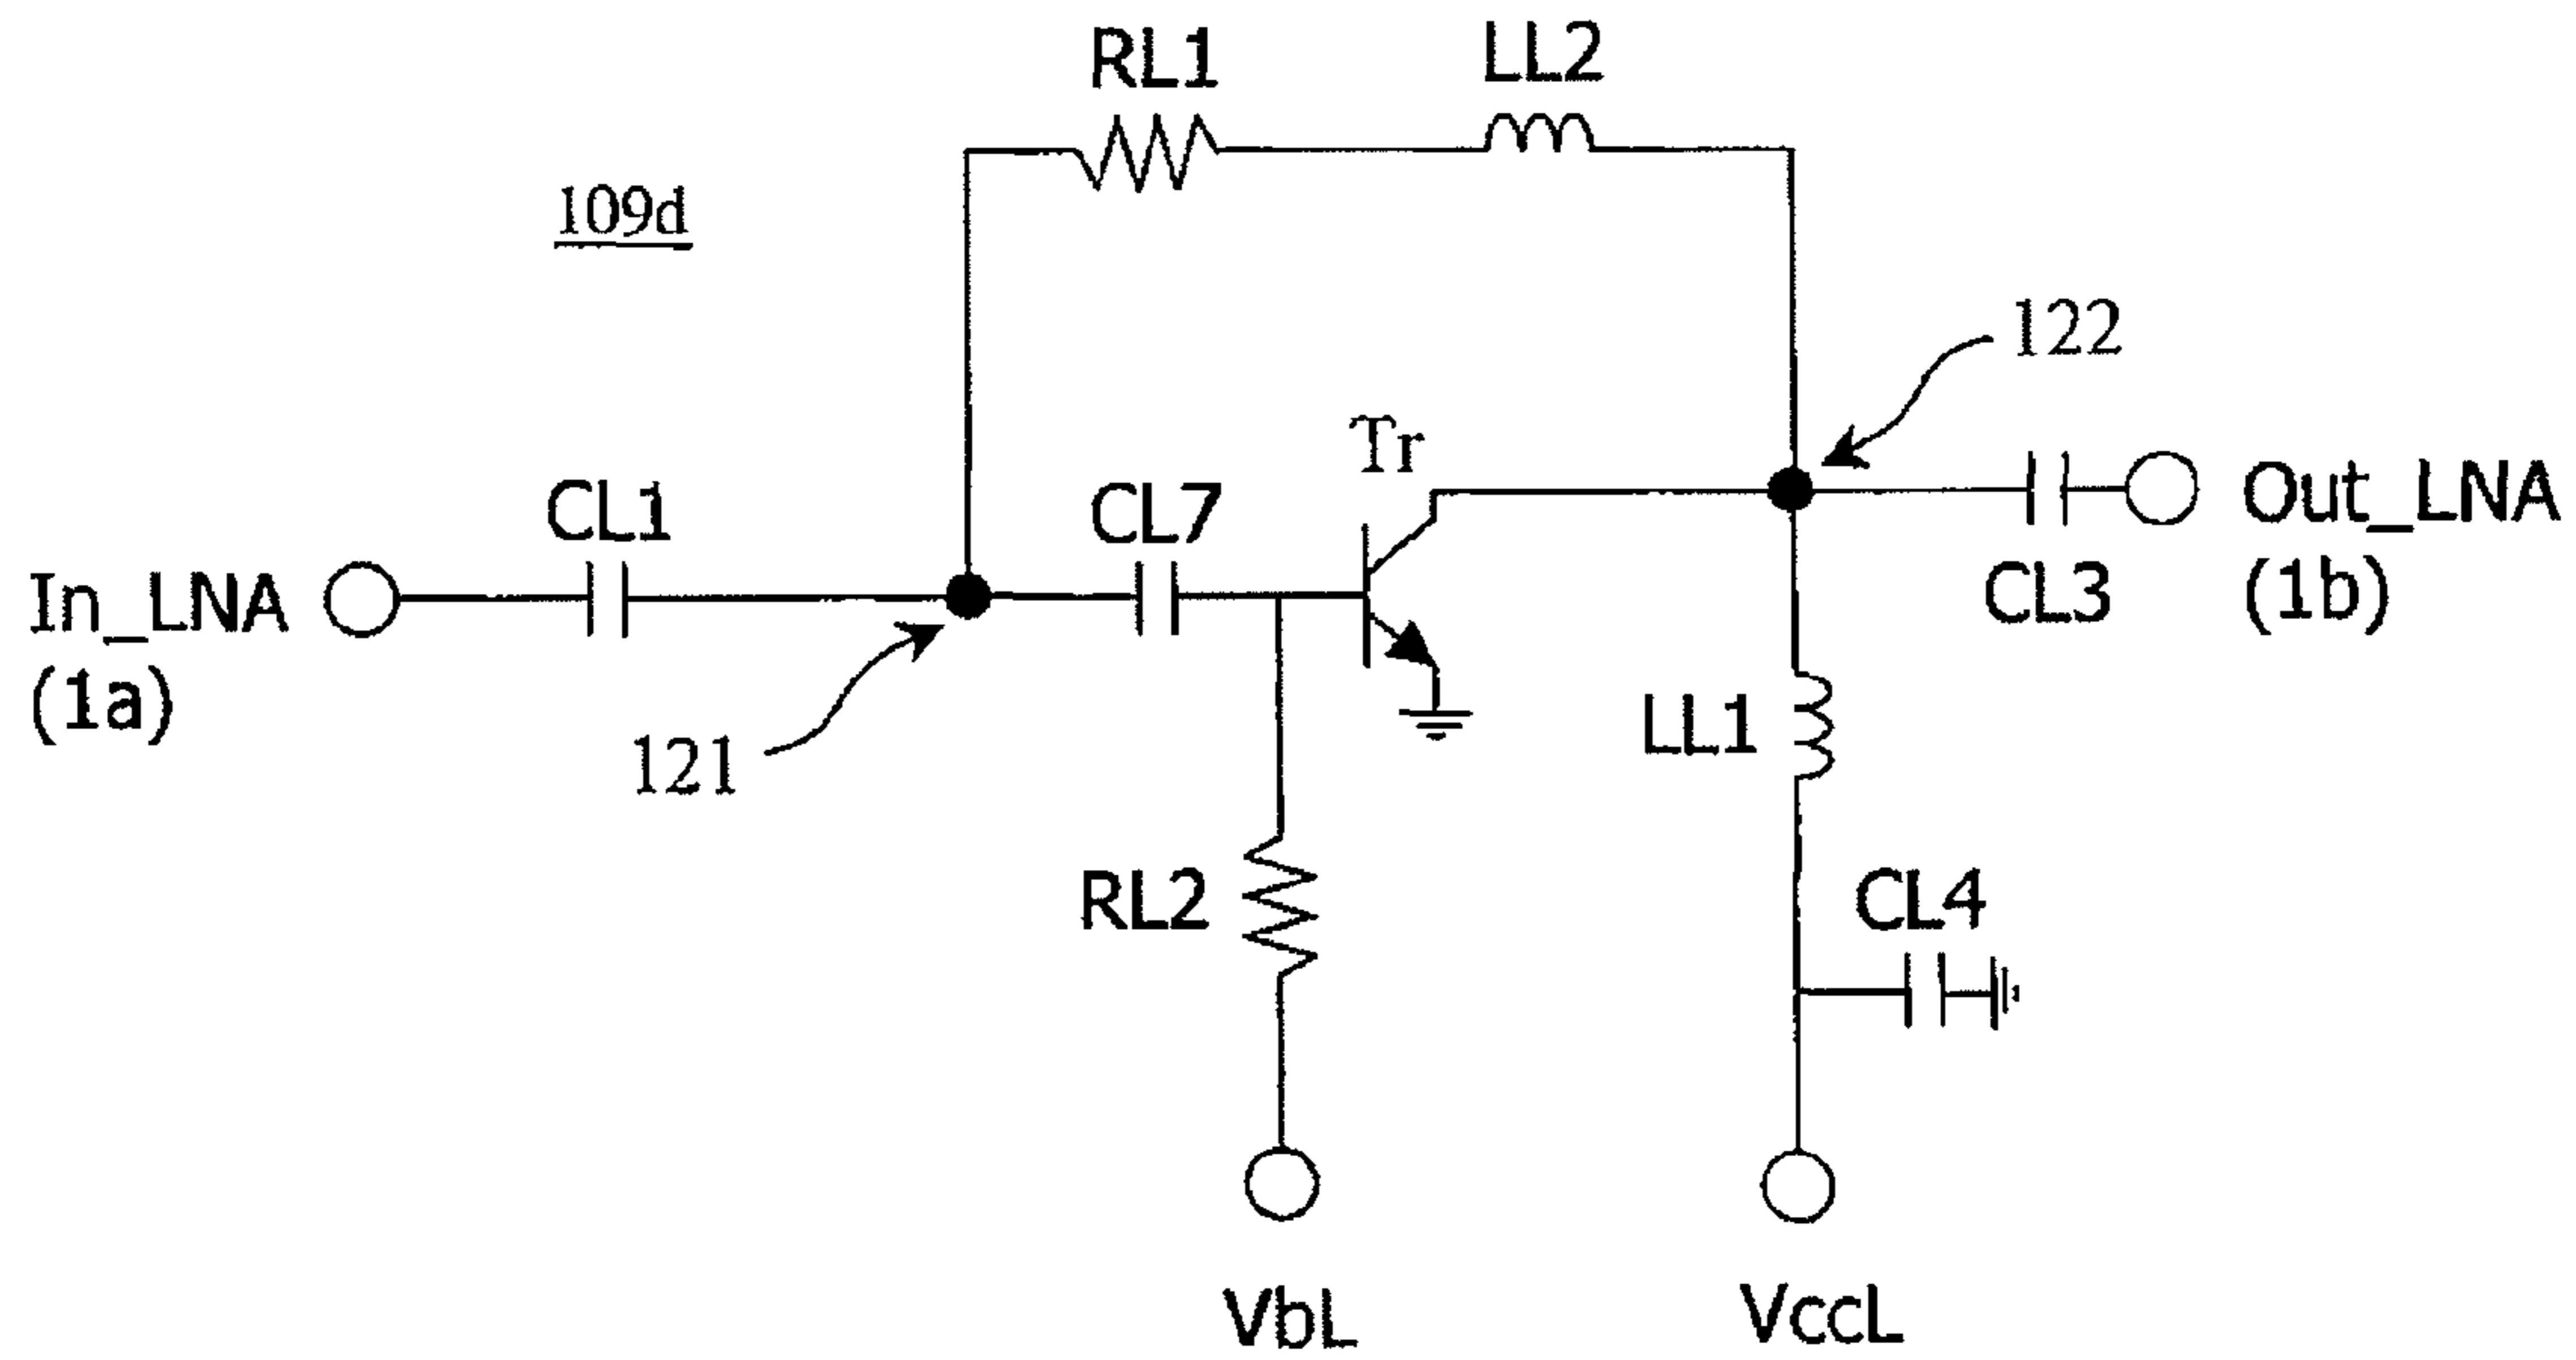 RL1
LL2
109d
122
Tr
CL1
CL7
In_LNA
(1a)
Out_LNA
(1b)
CL3
121
LL1
RL2
CL4
VbL
VccL